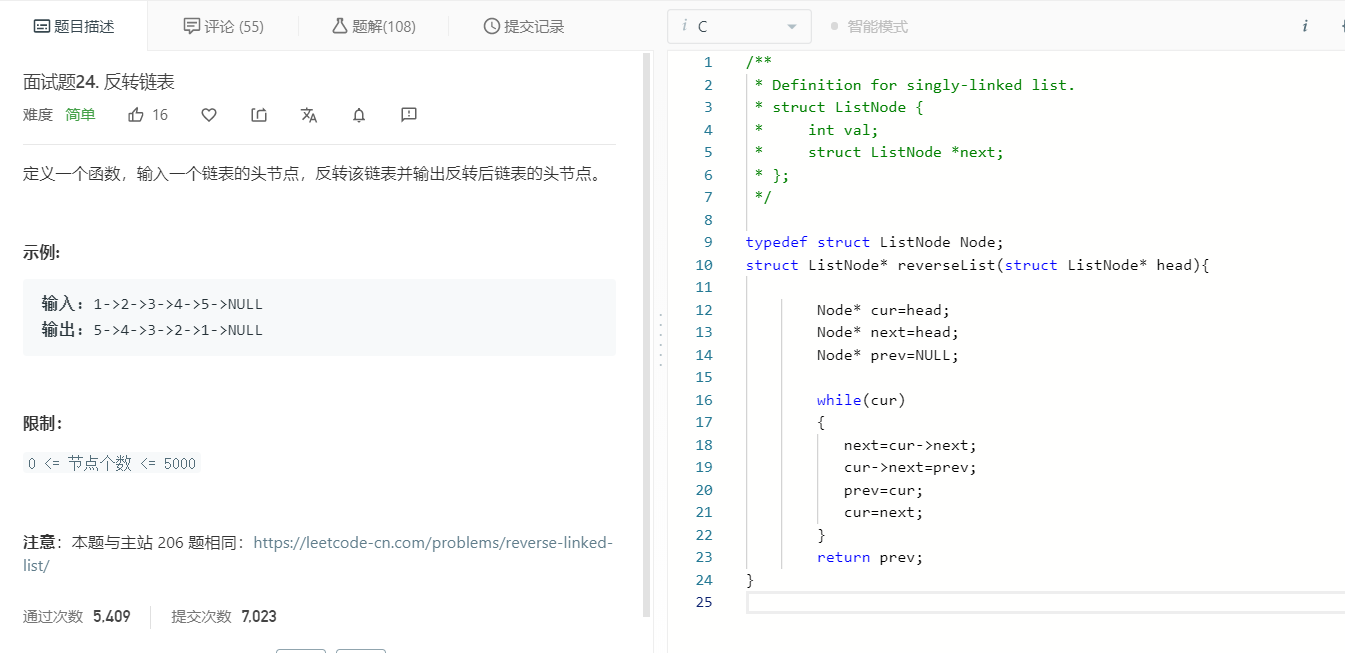 题目描述
评论 (55)
题解(108)
提交记录
i C
智能模式
i
面试题24. 反转链表
难度 简单 16
定义一个函数，输入一个链表的头节点，反转该链表并输出反转后链表的头节点。
示例:
输入: 1->2->3->4->5->NULL
输出: 5->4->3->2->1->NULL
限制：
0 <= 节点个数 <= 5000
注意：本题与主站 206 题相同：https://leetcode-cn.com/problems/reverse-linked-
list/
通过次数 5,409 提交次数 7,023
1 /**
2  * Definition for singly-linked list.
3  * struct ListNode {
4  *     int val;
5  *     struct ListNode *next;
6  * };
7  */
8
9 typedef struct ListNode Node;
10 struct ListNode* reverseList(struct ListNode* head){
11
12         Node* cur=head;
13         Node* next=head;
14         Node* prev=NULL;
15
16         while(cur)
17         {
18            next=cur->next;
19            cur->next=prev;
20            prev=cur;
21            cur=next;
22         }
23         return prev;
24 }
25